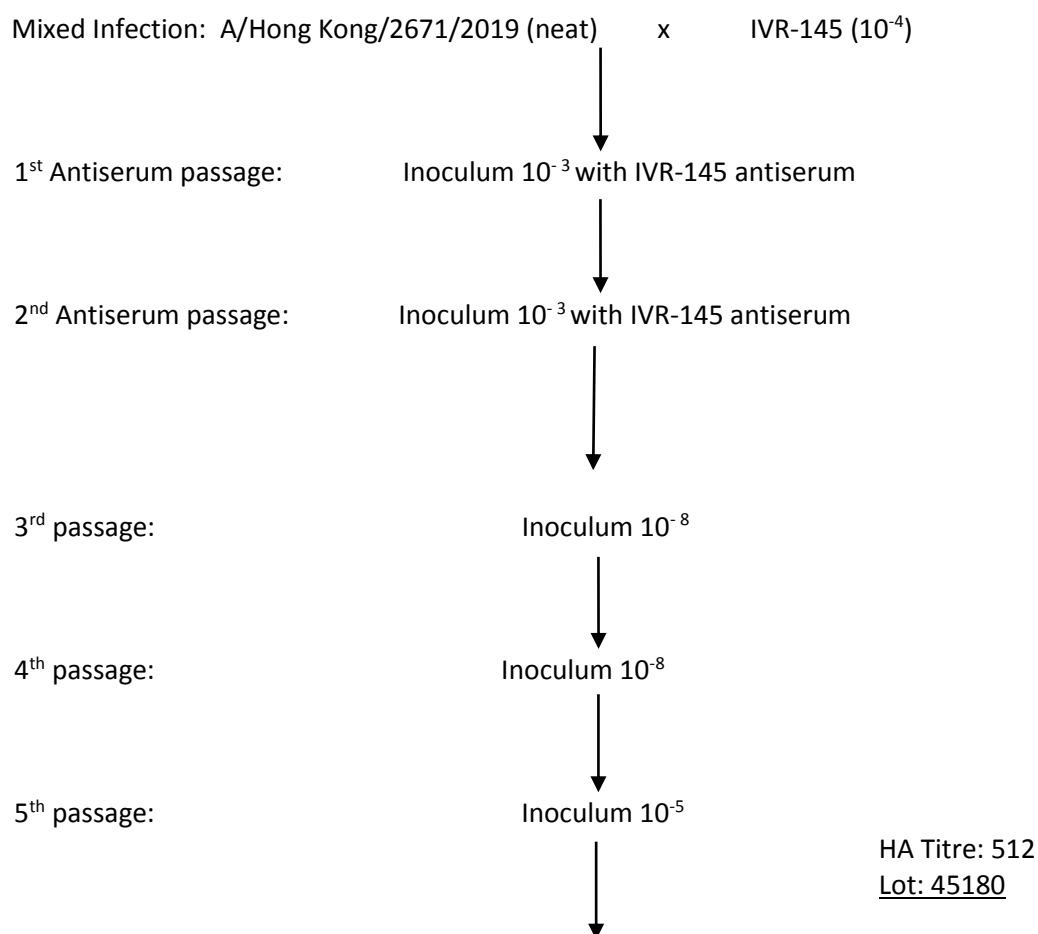 Mixed Infection: A/Hong Kong/2671/2019 (neat) x IVR-145 (10⁻⁴)
1ˢᵗ Antiserum passage: Inoculum 10⁻³ with IVR-145 antiserum
2ⁿᵈ Antiserum passage: Inoculum 10⁻³ with IVR-145 antiserum
3ʳᵈ passage: Inoculum 10⁻⁸
4ᵗʰ passage: Inoculum 10⁻⁸
5ᵗʰ passage: Inoculum 10⁻⁵
HA Titre: 512
Lot: 45180